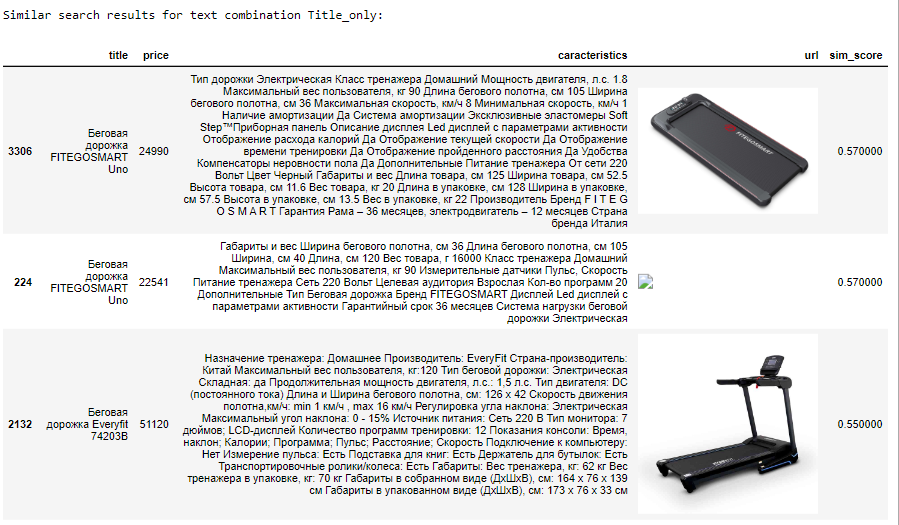 Similar search results for text combination Title_only:
title price caracteristics url sim_score
3306
Беговая
дорожка
FITEGOSMART
Uno
24990
Тип дорожки Электрическая Класс тренажера Домашний Мощность двигателя, л.с. 1.8
Максимальный вес пользователя, кг 90 Длина бегового полотна, см 105 Ширина
бегового полотна, см 36 Максимальная скорость, км/ч 8 Минимальная скорость, км/ч 1
Наличие амортизации Да Система амортизации Эксклюзивные эластомеры Soft
Step™Приборная панель Описание дисплея Led дисплей с параметрами активности
Отображение расхода калорий Да Отображение текущей скорости Да Отображение
времени тренировки Да Отображение пройденного расстояния Да Удобства
Компенсаторы неровности пола Да Дополнительные Питание тренажера От сети 220
Вольт Цвет Черный Габариты и вес Длина товара, см 125 Ширина товара, см 52.5
Высота товара, см 11.6 Вес товара, кг 20 Длина в упаковке, см 128 Ширина в упаковке,
см 57.5 Высота в упаковке, см 13.5 Вес в упаковке, кг 22 Производитель Бренд F I T E G
O S M A R T Гарантия Рама – 36 месяцев, электродвигатель – 12 месяцев Страна
бренда Италия
FITEGOSMART
0.570000
224
Беговая
дорожка
FITEGOSMART
Uno
22541
Габариты и вес Ширина бегового полотна, см 36 Длина бегового полотна, см 105
Ширина, см 40 Длина, см 120 Вес товара, г 16000 Класс тренажера Домашний
Максимальный вес пользователя, кг 90 Измерительные датчики Пульс, Скорость
Питание тренажера Сеть 220 Вольт Целевая аудитория Взрослая Кол-во программ 20
Дополнительные Тип Беговая дорожка Бренд FITEGOSMART Дисплей Led дисплей с
параметрами активности Гарантийный срок 36 месяцев Система нагрузки беговой
дорожки Электрическая
0.570000
2132
Беговая
дорожка Everyfit
74203B
51120
Назначение тренажера: Домашнее Производитель: EveryFit Страна-производитель:
Китай Максимальный вес пользователя, кг:120 Тип беговой дорожки: Электрическая
Складная: да Продолжительная мощность двигателя, л.с.: 1,5 л.с. Тип двигателя: DC
(постоянного тока) Длина и Ширина бегового полотна, см: 126 x 42 Скорость движения
полотна,км/ч: min 1 км/ч , max 16 км/ч Регулировка угла наклона: Электрическая
Максимальный угол наклона: 0 - 15% Источник питания: Сеть 220 В Тип монитора: 7
дюймов; LCD-дисплей Количество программ тренировки: 12 Показания консоли: Время,
наклон; Калории; Программа; Пульс; Расстояние; Скорость Подключение к компьютеру:
Нет Измерение пульса: Есть Подставка для книг: Есть Держатель для бутылок: Есть
Транспортировочные ролики/колеса: Есть Габариты: Вес тренажера, кг: 62 кг Вес
тренажера в упаковке, кг: 70 кг Габариты в собранном виде (ДхШхВ), см: 164 x 76 x 139
см Габариты в упакованном виде (ДхШхВ), см: 173 x 76 x 33 см
0.550000